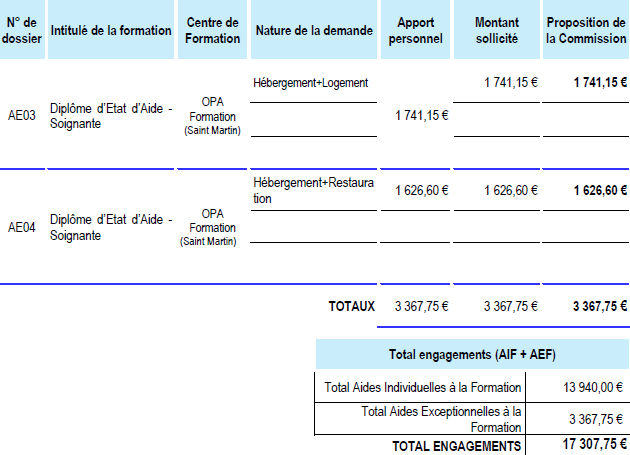 N° de dossier Intitulé de la formation Centre de Formation Nature de la demande Apport personnel Montant sollicité Proposition de la Commission
Hébergement+Logement 1 741,15 € 1 741,15 €
AE03 Diplôme d'Etat d'Aide - Soignante OPA Formation (Saint Martin) 1 741,15 €
Hébergement+Restauration 1 626,60 € 1 626,60 € 1 626,60 €
AE04 Diplôme d'Etat d'Aide - Soignante OPA Formation (Saint Martin)
TOTAUX 3 367,75 € 3 367,75 € 3 367,75 €
Total engagements (AIF + AEF)
Total Aides Individuelles à la Formation 13 940,00 €
Total Aides Exceptionnelles à la Formation 3 367,75 €
TOTAL ENGAGEMENTS 17 307,75 €